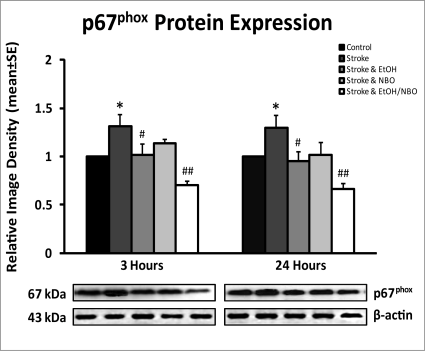 p67phox Protein Expression
Control
Stroke
Stroke & EtOH
Stroke & NBO
Stroke & EtOH/NBO
Relative Image Density (mean±SE)
2
1.5
1
0.5
0
*
#
##
*
#
##
3 Hours
24 Hours
67 kDa
p67phox
43 kDa
β-actin